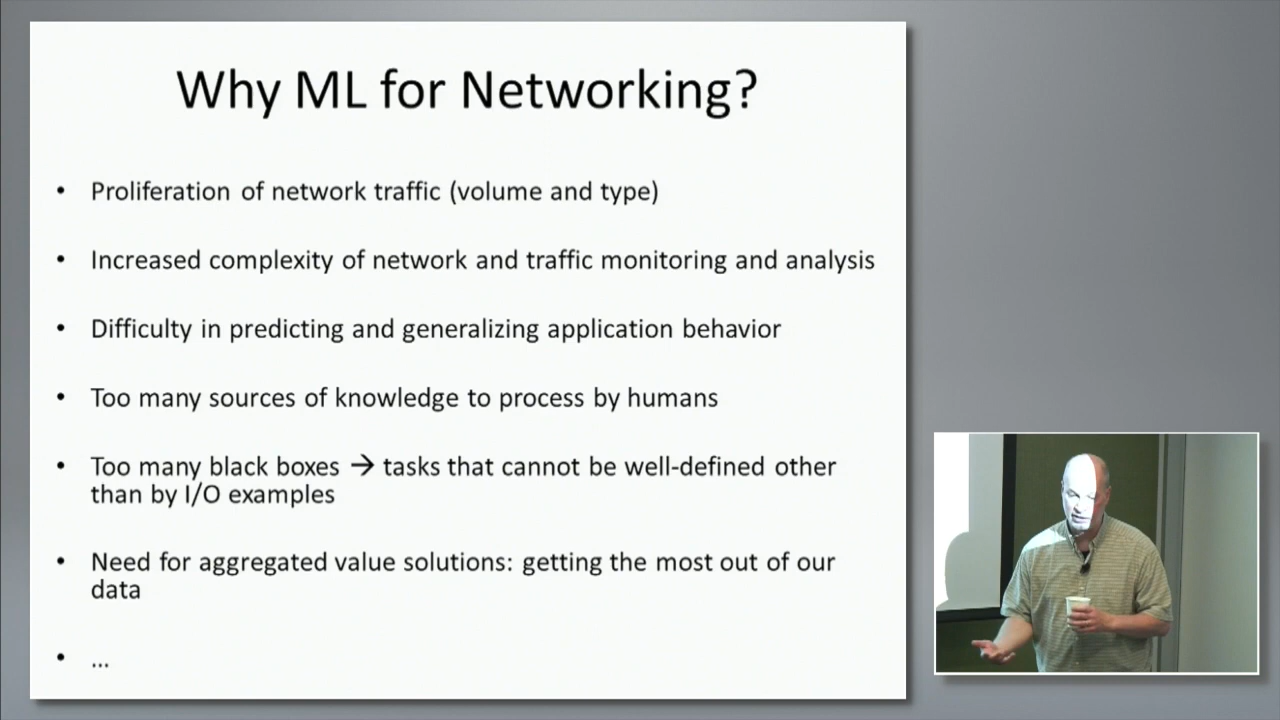 Why ML for Networking?
• Proliferation of network traffic (volume and type)
• Increased complexity of network and traffic monitoring and analysis
• Difficulty in predicting and generalizing application behavior
• Too many sources of knowledge to process by humans
• Too many black boxes → tasks that cannot be well-defined other
than by I/O examples
• Need for aggregated value solutions: getting the most out of our
data
• ...